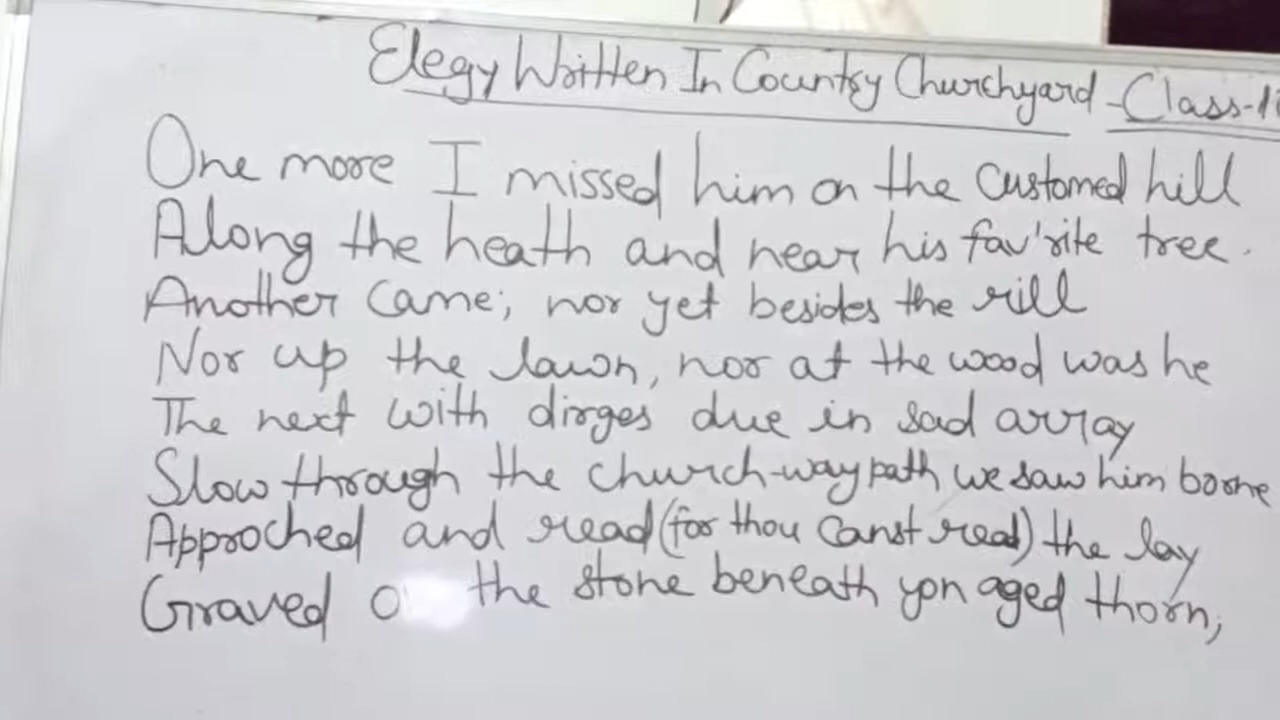 Elegy Written In Country Churchyard - Class-1
One more I missed him on the customed hill
Along the heath and near his fav'rite tree.
Another came; nor yet besides the rill
Nor up the lawn, nor at the wood was he
The next with dirges due in sad array
Slow through the church-way path we saw him borne
Approched and read (for thou canst read) the lay
Graved the stone beneath yon aged thorn;